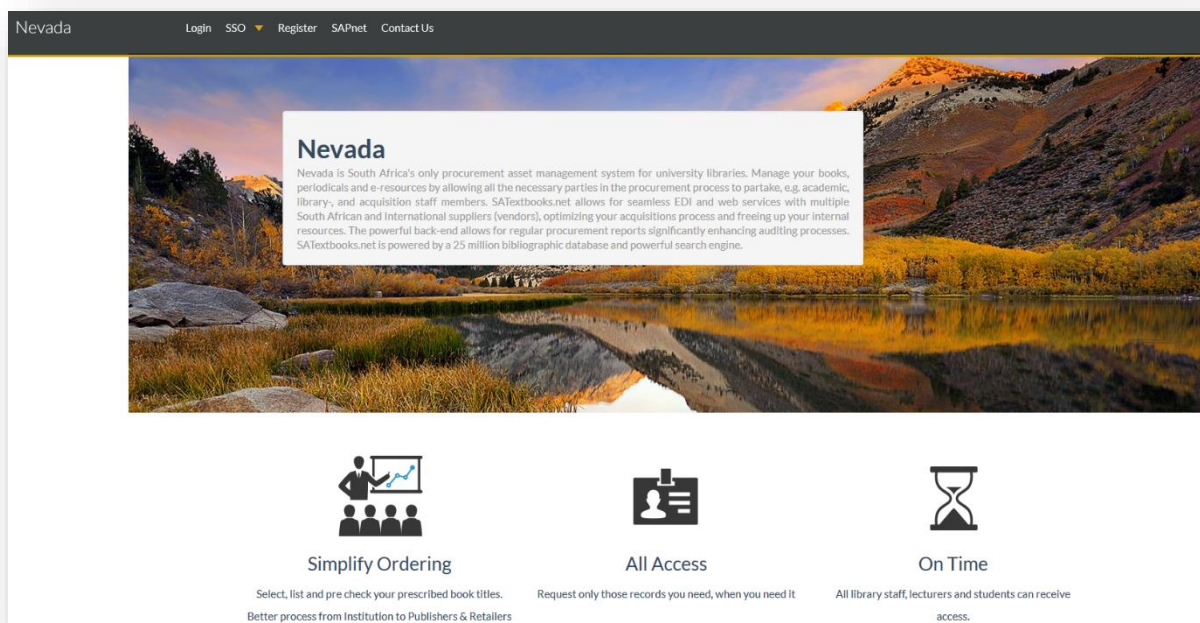 Nevada
Login SSO Register SAPnet Contact Us
Nevada
Nevada is South Africa's only procurement asset management system for university libraries. Manage your books,
periodicals and e-resources by allowing all the necessary parties in the procurement process to partake, e.g. academic,
library-, and acquisition staff members. SATextbooks.net allows for seamless EDI and web services with multiple
South African and International suppliers (vendors), optimizing your acquisitions process and freeing up your internal
resources. The powerful back-end allows for regular procurement reports significantly enhancing auditing processes.
SATextbooks.net is powered by a 25 million bibliographic database and powerful search engine.
Simplify Ordering
Select, list and pre check your prescribed book titles.
Better process from Institution to Publishers & Retailers
All Access
Request only those records you need, when you need it
On Time
All library staff, lecturers and students can receive
access.